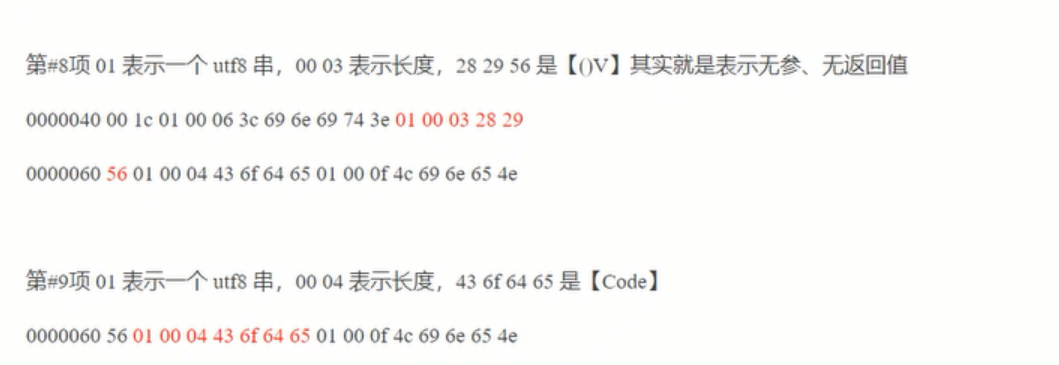 第#8项 01 表示一个 utf8 串，00 03 表示长度，28 29 56 是【()V】其实就是表示无参、无返回值
0000040 00 1c 01 00 06 3c 69 6e 69 74 3e 01 00 03 28 29
0000060 56 01 00 04 43 6f 64 65 01 00 0f 4c 69 6e 65 4e
第#9项 01 表示一个 utf8 串，00 04 表示长度，43 6f 64 65 是【Code】
0000060 56 01 00 04 43 6f 64 65 01 00 0f 4c 69 6e 65 4e